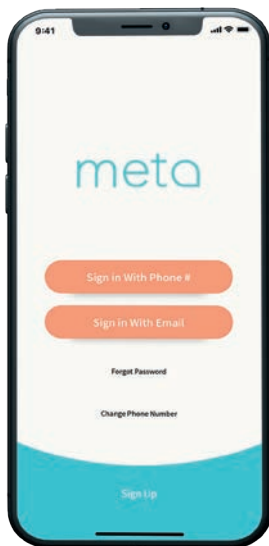 9:41
meta
Sign in With Phone #
Sign in With Email
Forgot Password
Change Phone Number
Sign Up